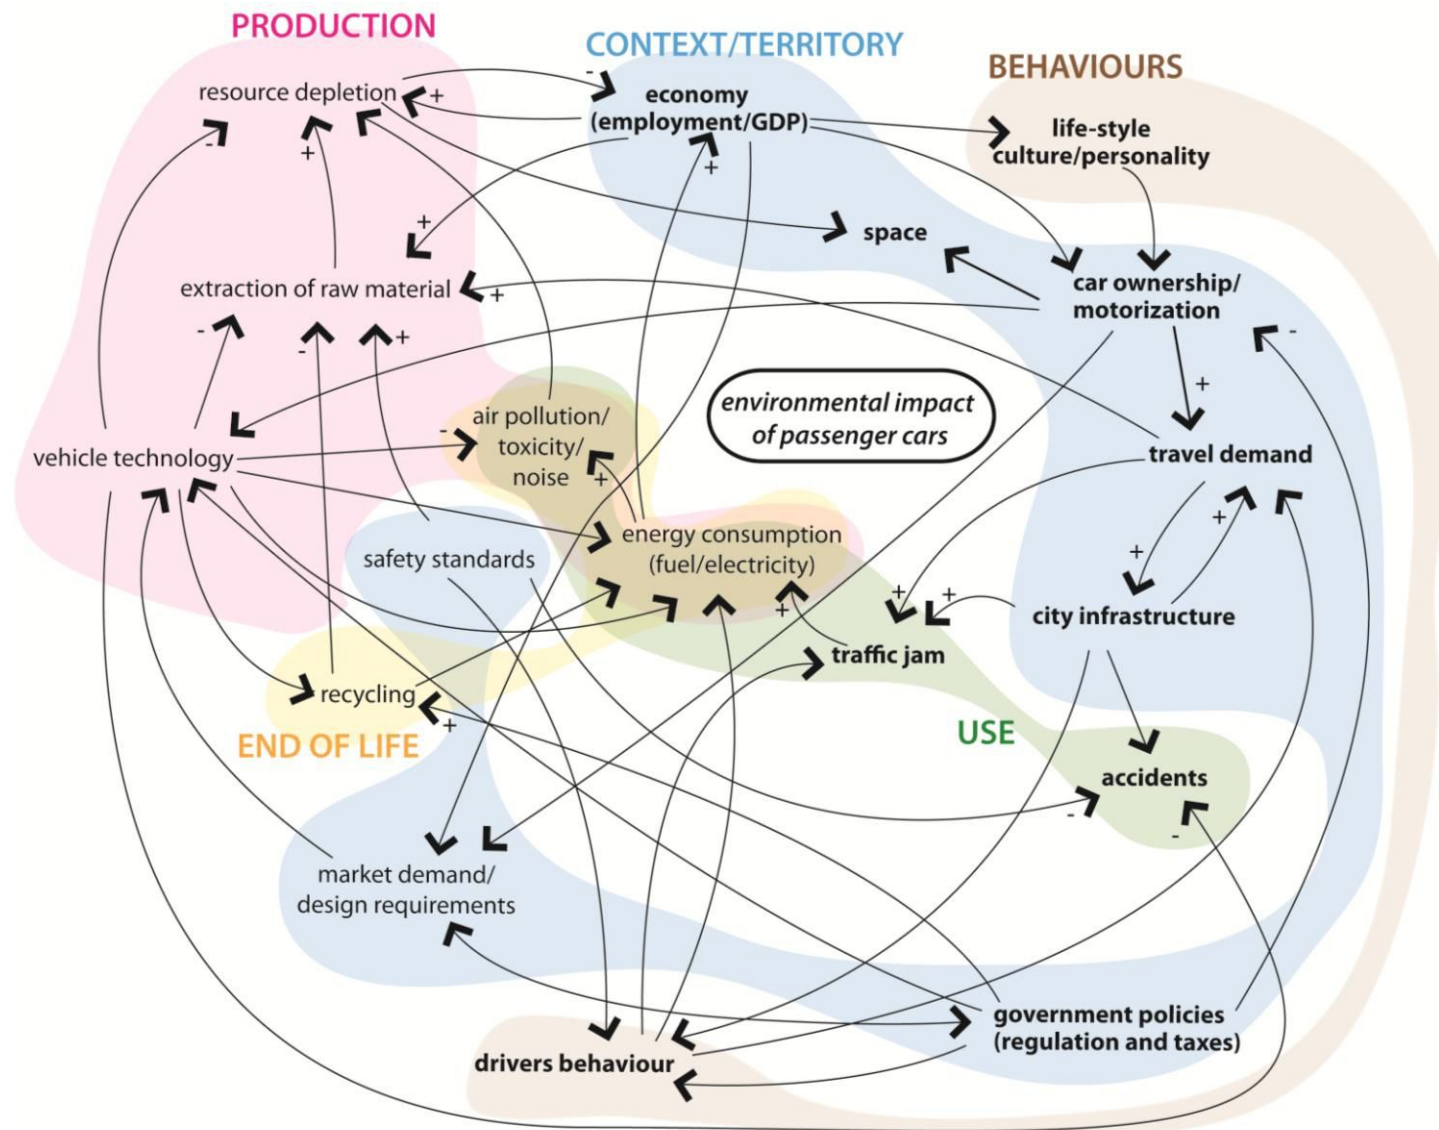 PRODUCTION
CONTEXT/TERRITORY
BEHAVIOURS
resource depletion
-
+
economy
(employment/GDP)
life-style
culture/personality
-
+
+
+
space
extraction of raw material
+
car ownership/
motorization
-
-
+
-
environmental impact
of passenger cars
+
air pollution/
toxicity/
noise
-
+
vehicle technology
travel demand
+
+
energy consumption
(fuel/electricity)
safety standards
+
+
+
city infrastructure
traffic jam
recycling
+
END OF LIFE
USE
accidents
-
-
market demand/
design requirements
government policies
(regulation and taxes)
drivers behaviour